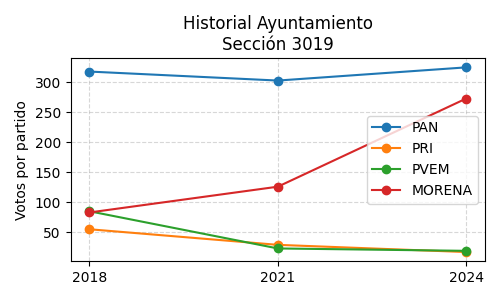 Historial Ayuntamiento
Sección 3019
Votos por partido
300
250
200
150
100
50
PAN
PRI
PVEM
MORENA
2018
2021
2024